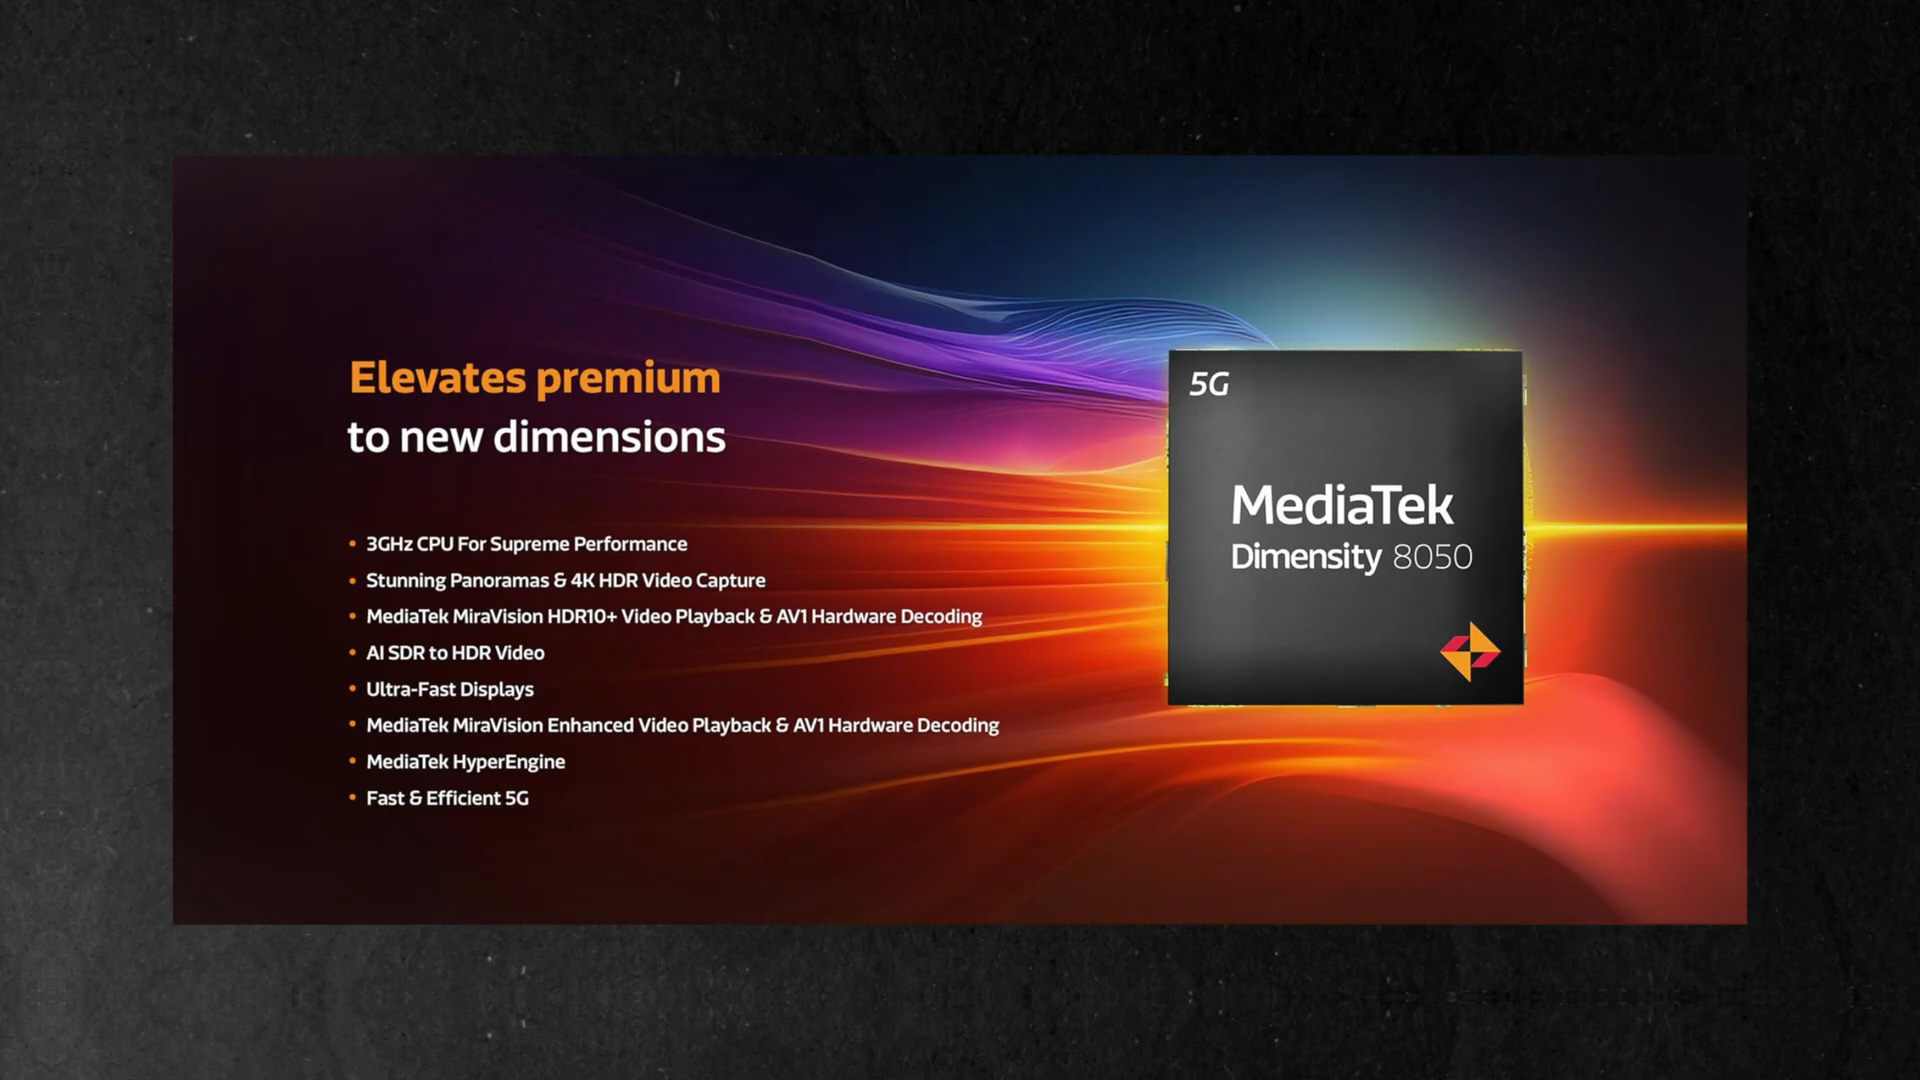 Elevates premium
to new dimensions
• 3GHz CPU For Supreme Performance
• Stunning Panoramas & 4K HDR Video Capture
• MediaTek MiraVision HDR10+ Video Playback & AV1 Hardware Decoding
• AI SDR to HDR Video
• Ultra-Fast Displays
• MediaTek MiraVision Enhanced Video Playback & AV1 Hardware Decoding
• MediaTek HyperEngine
• Fast & Efficient 5G
5G
MediaTek
Dimensity 8050